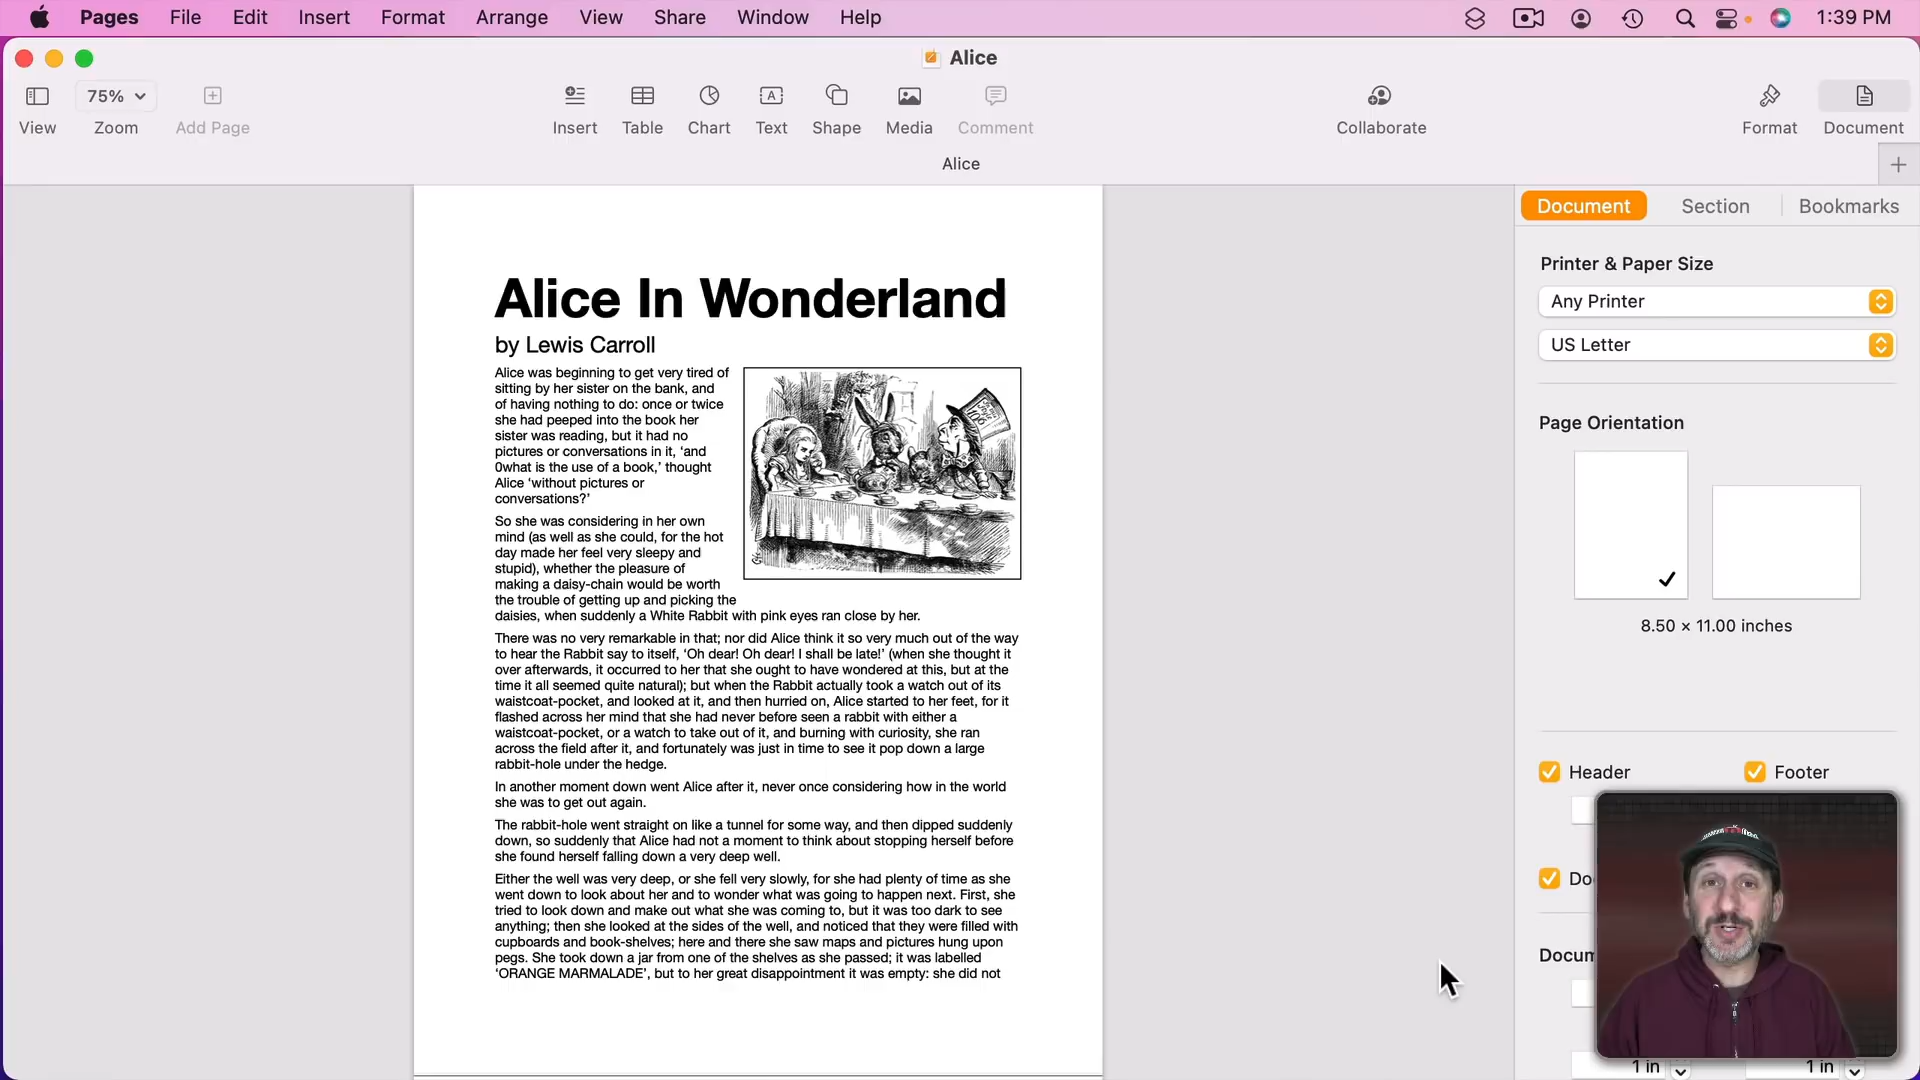 Pages File Edit Insert Format Arrange View Share Window Help 1:39 PM
Alice
75%
View Zoom Add Page Insert Table Chart Text Shape Media Comment Collaborate Format Document
Alice
Document Section Bookmarks
Printer & Paper Size
Any Printer
US Letter
Page Orientation
8.50 × 11.00 inches
Header Footer
Do
Docum
1 in 1 in
Alice In Wonderland
by Lewis Carroll
Alice was beginning to get very tired of
sitting by her sister on the bank, and
of having nothing to do: once or twice
she had peeped into the book her
sister was reading, but it had no
pictures or conversations in it, ‘and
0what is the use of a book,’ thought
Alice ‘without pictures or
conversations?’
So she was considering in her own
mind (as well as she could, for the hot
day made her feel very sleepy and
stupid), whether the pleasure of
making a daisy-chain would be worth
the trouble of getting up and picking the
daisies, when suddenly a White Rabbit with pink eyes ran close by her.
There was no very remarkable in that; nor did Alice think it so very much out of the way
to hear the Rabbit say to itself, ‘Oh dear! Oh dear! I shall be late!’ (when she thought it
over afterwards, it occurred to her that she ought to have wondered at this, but at the
time it all seemed quite natural); but when the Rabbit actually took a watch out of its
waistcoat-pocket, and looked at it, and then hurried on, Alice started to her feet, for it
flashed across her mind that she had never before seen a rabbit with either a
waistcoat-pocket, or a watch to take out of it, and burning with curiosity, she ran
across the field after it, and fortunately was just in time to see it pop down a large
rabbit-hole under the hedge.
In another moment down went Alice after it, never once considering how in the world
she was to get out again.
The rabbit-hole went straight on like a tunnel for some way, and then dipped suddenly
down, so suddenly that Alice had not a moment to think about stopping herself before
she found herself falling down a very deep well.
Either the well was very deep, or she fell very slowly, for she had plenty of time as she
went down to look about her and to wonder what was going to happen next. First, she
tried to look down and make out what she was coming to, but it was too dark to see
anything; then she looked at the sides of the well, and noticed that they were filled with
cupboards and book-shelves; here and there she saw maps and pictures hung upon
pegs. She took down a jar from one of the shelves as she passed; it was labelled
‘ORANGE MARMALADE’, but to her great disappointment it was empty: she did not